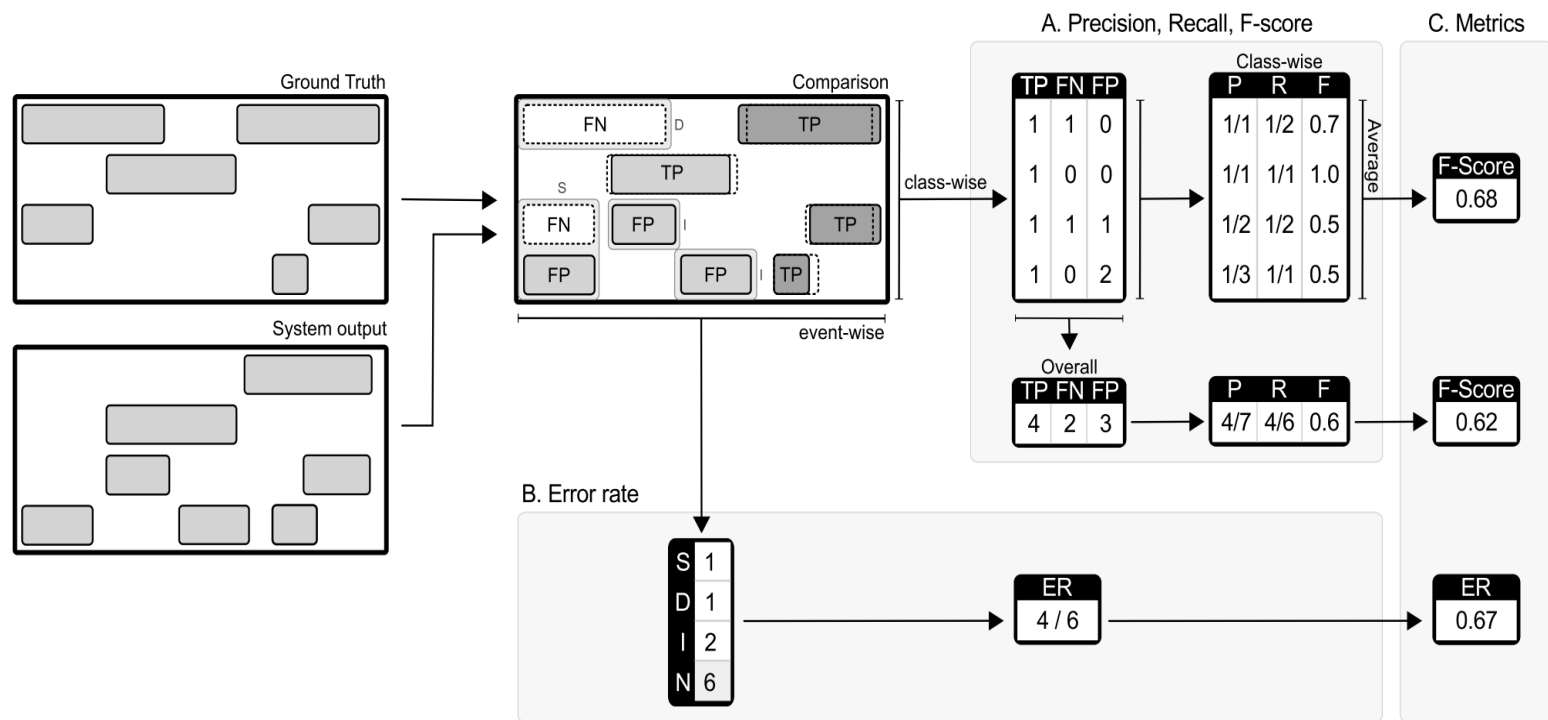 A. Precision, Recall, F-score
C. Metrics
Ground Truth
Comparison
Class-wise
TP FN FP
P R F
FN D TP
1 1 0
1/1 1/2 0.7
TP
1 0 0
1/1 1/1 1.0
Average
F-Score
0.68
S
class-wise
FN FP I TP
1 1 1
1/2 1/2 0.5
FP FP I TP
1 0 2
1/3 1/1 0.5
System output
event-wise
Overall
TP FN FP
4 2 3
P R F
4/7 4/6 0.6
F-Score
0.62
B. Error rate
S 1
D 1
I 2
N 6
ER
4 / 6
ER
0.67